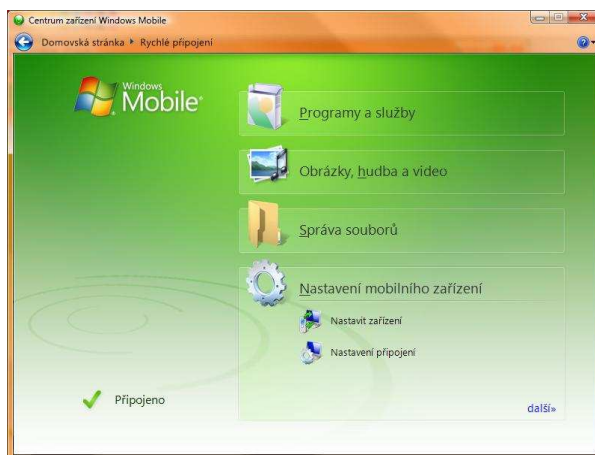 Centrum zařízení Windows Mobile
Domovská stránka ▸ Rychlé připojení
Windows
Mobile
Programy a služby
Obrázky, hudba a video
Správa souborů
Nastavení mobilního zařízení
Nastavit zařízení
Nastavení připojení
Připojeno
další»